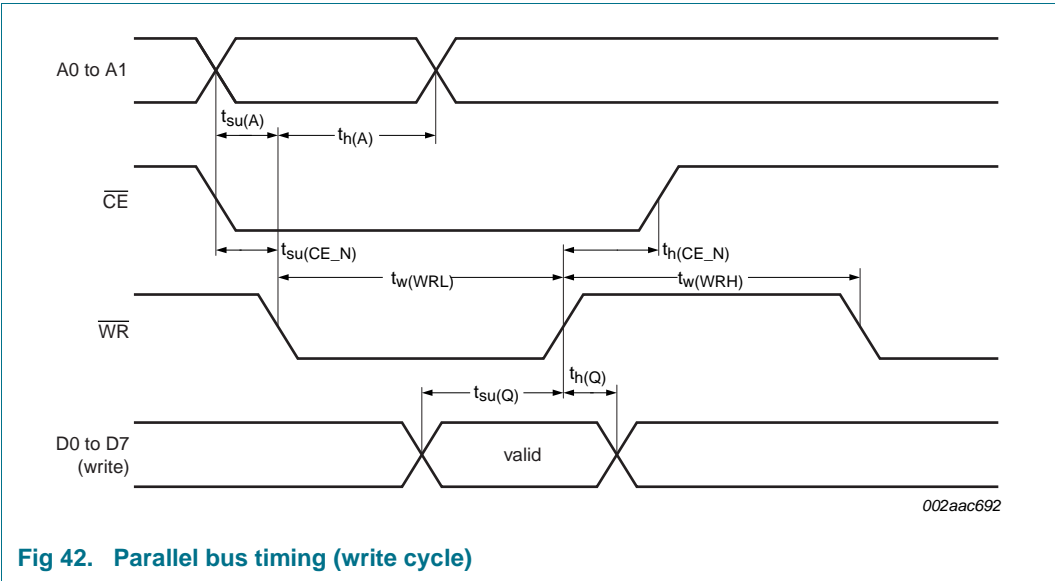 A0 to A1
tsu(A)
th(A)
CE
tsu(CE_N)
th(CE_N)
tw(WRL)
tw(WRH)
WR
tsu(Q)
th(Q)
D0 to D7
(write)
valid
002aac692
Fig 42. Parallel bus timing (write cycle)